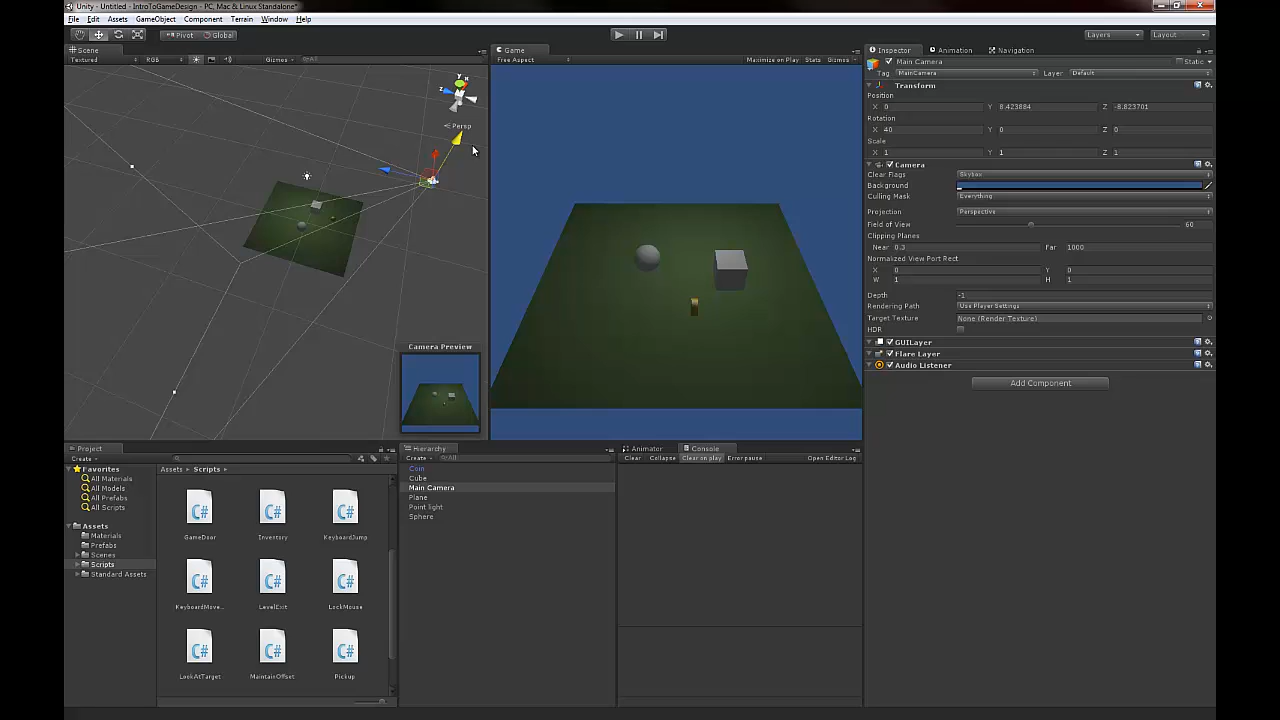 Unity - Untitled - IntroToGameDesign - PC, Mac & Linux Standalone*
File Edit Assets GameObject Component Terrain Window Help
Pivot Global
Layers Layout
Scene
Textured RGB Gizmos All
y
x
z
Persp
Camera Preview
Game
Free Aspect Maximize on Play Stats Gizmos
Inspector Animation Navigation
Main Camera Static
Tag MainCamera Layer Default
Transform
Position
X 0 Y 8.423884 Z -8.823701
Rotation
X 40 Y 0 Z 0
Scale
X 1 Y 1 Z 1
Camera
Clear Flags Skybox
Background
Culling Mask Everything
Projection Perspective
Field of View 60
Clipping Planes
Near 0.3 Far 1000
Normalized View Port Rect
X 0 Y 0
W 1 H 1
Depth -1
Rendering Path Use Player Settings
Target Texture None (Render Texture)
HDR
GUILayer
Flare Layer
Audio Listener
Add Component
Project
Create
Favorites
All Materials
All Models
All Prefabs
All Scripts
Assets
Materials
Prefabs
Scenes
Scripts
Standard Assets
Assets Scripts
C# C# C#
GameDoor Inventory KeyboardJump
C# C# C#
KeyboardMove... LevelExit LockMouse
C# C# C#
LookAtTarget MaintainOffset Pickup
Hierarchy
Create All
Coin
Cube
Main Camera
Plane
Point light
Sphere
Animator Console
Clear Collapse Clear on play Error pause Open Editor Log